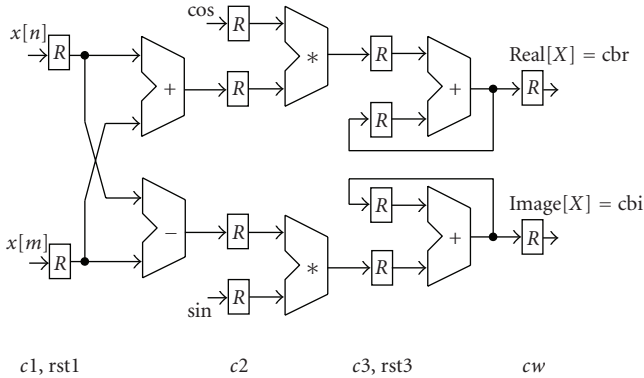 cos
x[n]
R
R
R
R
+
*
+
R
R
Real[X] = cbr
R
x[m]
R
−
R
R
*
R
R
+
Image[X] = cbi
R
sin
c1, rst1
c2
c3, rst3
cw